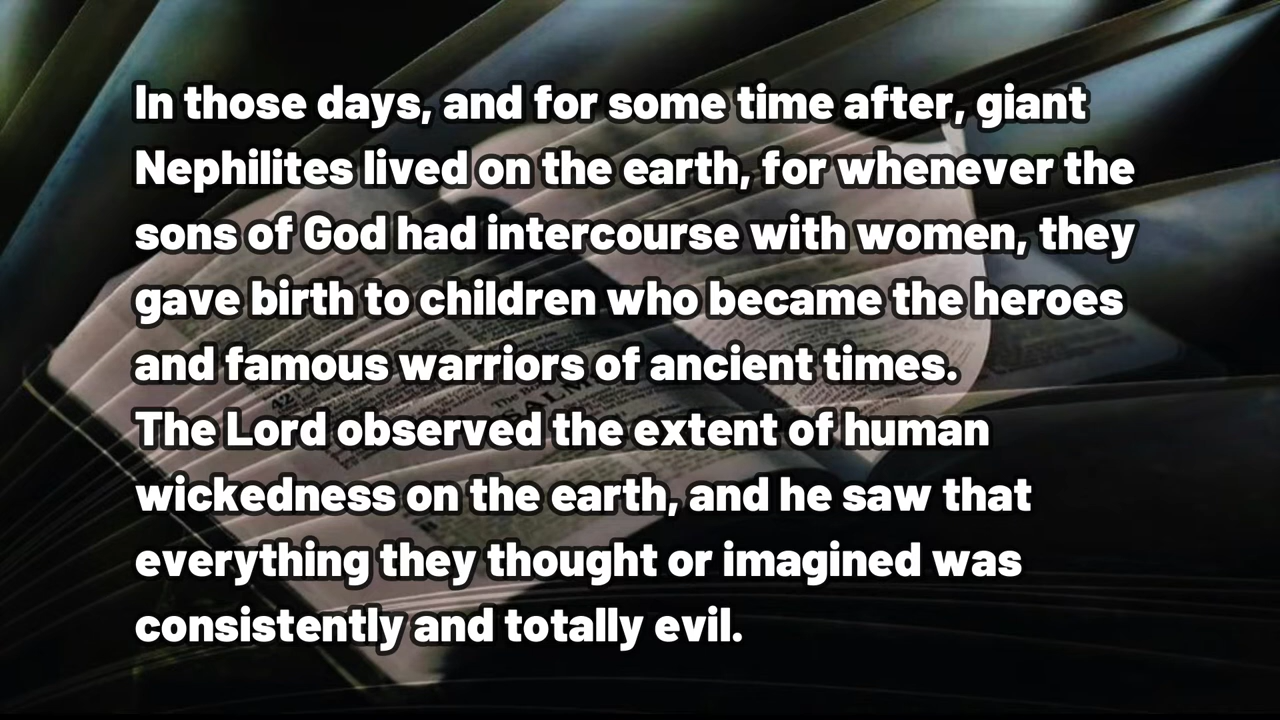 In those days, and for some time after, giant
Nephilites lived on the earth, for whenever the
sons of God had intercourse with women, they
gave birth to children who became the heroes
and famous warriors of ancient times.
The Lord observed the extent of human
wickedness on the earth, and he saw that
everything they thought or imagined was
consistently and totally evil.